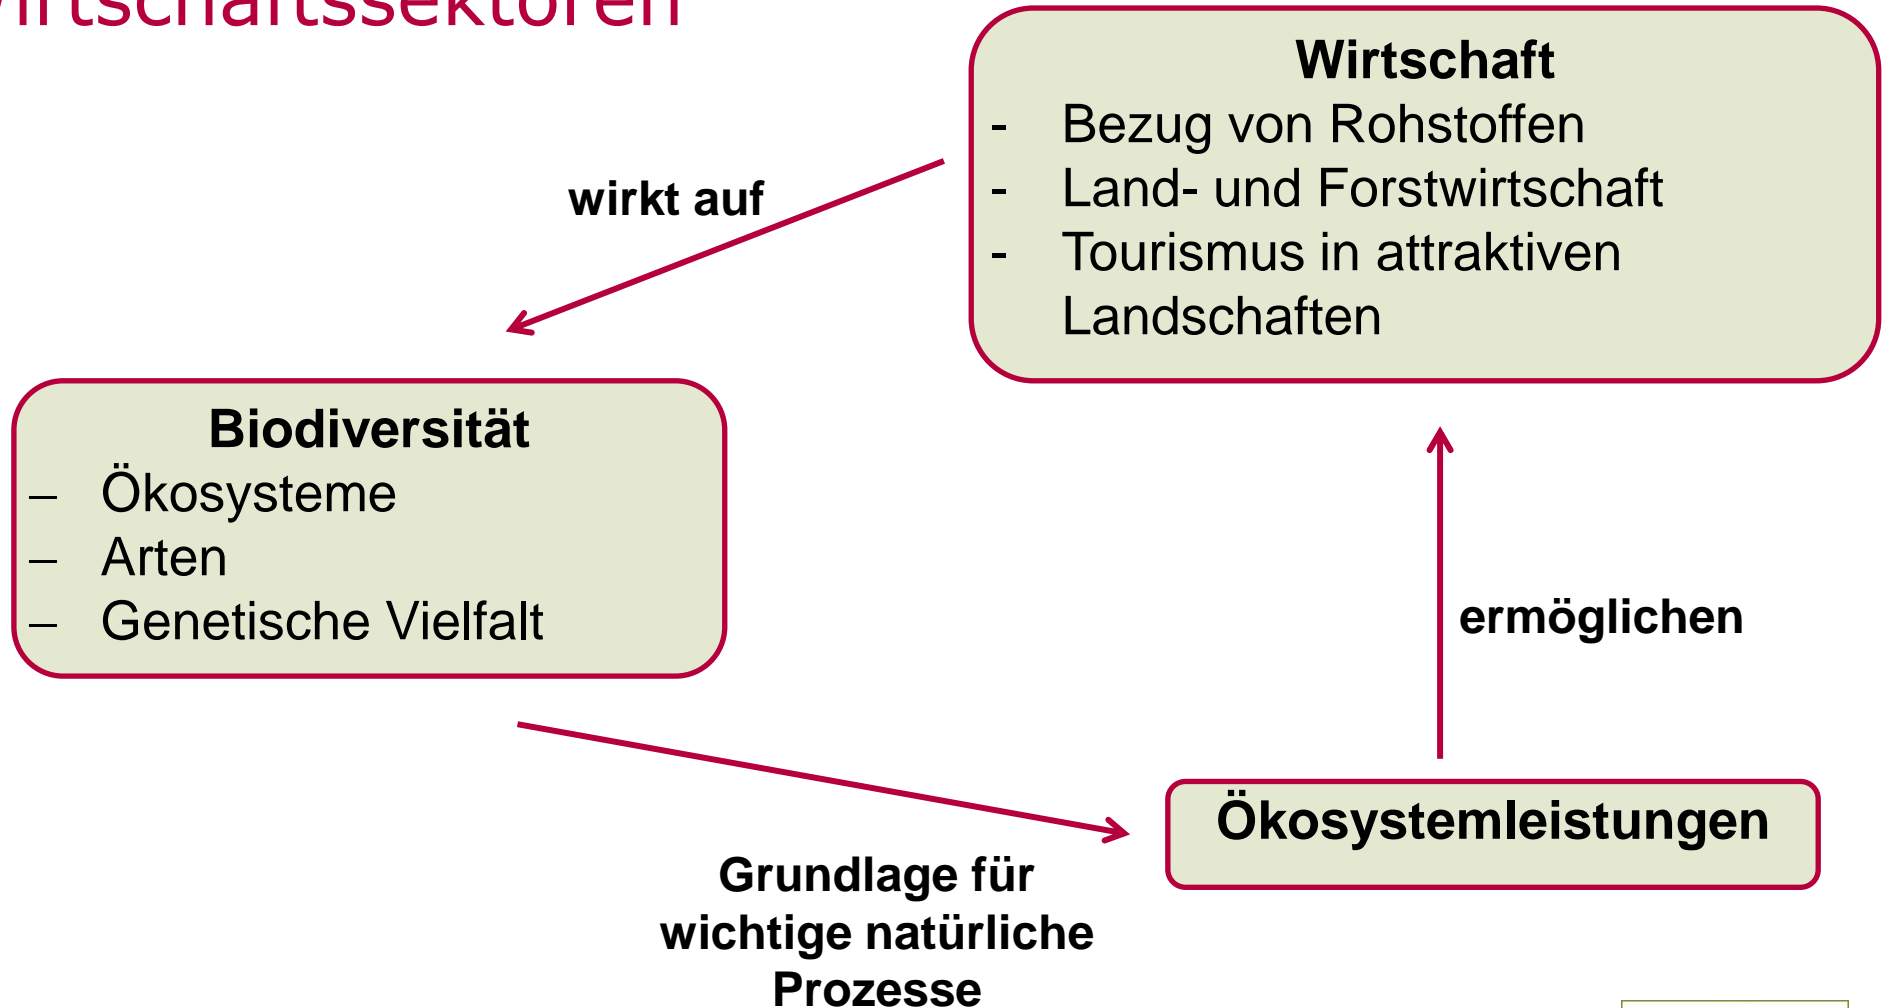 Wirtschaftssektoren
Wirtschaft
- Bezug von Rohstoffen
- Land- und Forstwirtschaft
- Tourismus in attraktiven
Landschaften
wirkt auf
Biodiversität
– Ökosysteme
– Arten
– Genetische Vielfalt
ermöglichen
Ökosystemleistungen
Grundlage für
wichtige natürliche
Prozesse